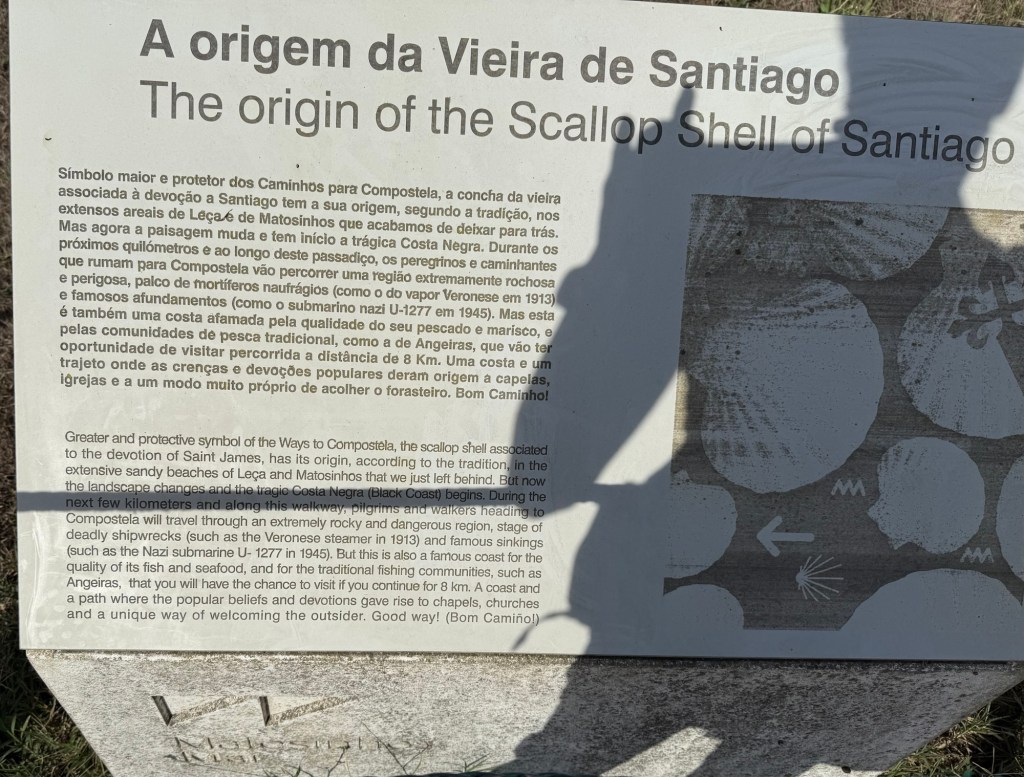 A origem da Vieira de Santiago
The origin of the Scallop Shell of Santiago
Símbolo maior e protetor dos Caminhos para Compostela, a concha da vieira
associada à devoção a Santiago tem a sua origem, segundo a tradição, nos
extensos areais de Leça e de Matosinhos que acabamos de deixar para trás.
Mas agora a paisagem muda e tem início a trágica Costa Negra. Durante os
próximos quilómetros e ao longo deste passadiço, os peregrinos e caminhantes
que rumam para Compostela vão percorrer uma região extremamente rochosa
e perigosa, palco de mortíferos naufrágios (como o do vapor Veronese em 1913)
e famosos afundamentos (como o submarino nazi U-1277 em 1945). Mas esta
é também uma costa afamada pela qualidade do seu pescado e marisco, e
pelas comunidades de pesca tradicional, como a de Angeiras, que vão ter
oportunidade de visitar percorrida a distância de 8 Km. Uma costa e um
trajeto onde as crenças e devoções populares deram origem a capelas,
igrejas e a um modo muito próprio de acolher o forasteiro. Bom Caminho!
Greater and protective symbol of the Ways to Compostela, the scallop shell associated
to the devotion of Saint James, has its origin, according to the tradition, in the
extensive sandy beaches of Leça and Matosinhos that we just left behind. But now
the landscape changes and the tragic Costa Negra (Black Coast) begins. During the
next few kilometers and along this walkway, pilgrims and walkers heading to
Compostela will travel through an extremely rocky and dangerous region, stage of
deadly shipwrecks (such as the Veronese steamer in 1913) and famous sinkings
(such as the Nazi submarine U- 1277 in 1945). But this is also a famous coast for the
quality of its fish and seafood, and for the traditional fishing communities, such as
Angeiras, that you will have the chance to visit if you continue for 8 km. A coast and
a path where the popular beliefs and devotions gave rise to chapels, churches
and a unique way of welcoming the outsider. Good way! (Bom Camiño!)
Matosinhos